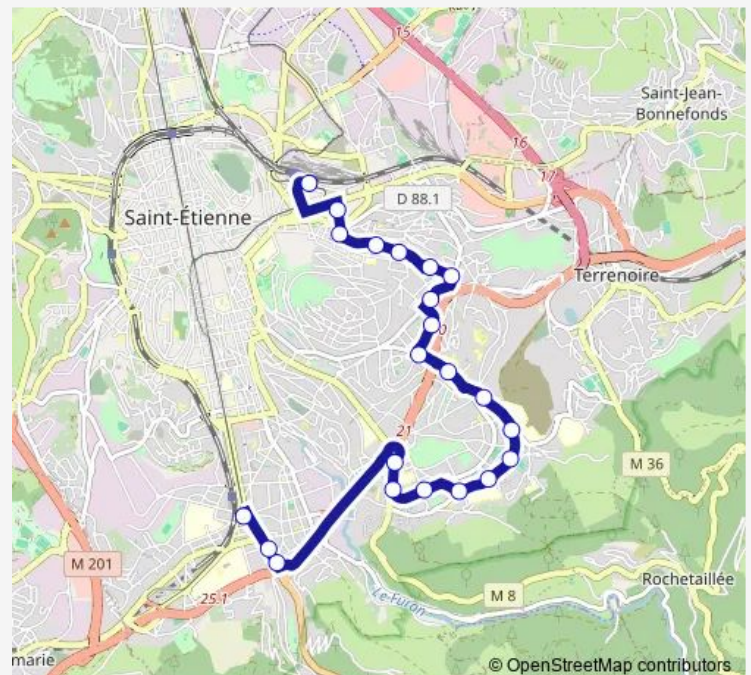 15
Saint-Jean-
Bonnefonds
16
17
D 88.1
Saint-Étienne
Terrenoire
21
M 36
M 201
25.1
Le Furan
M 8
Rochetaillée
marie
© OpenStreetMap contributors